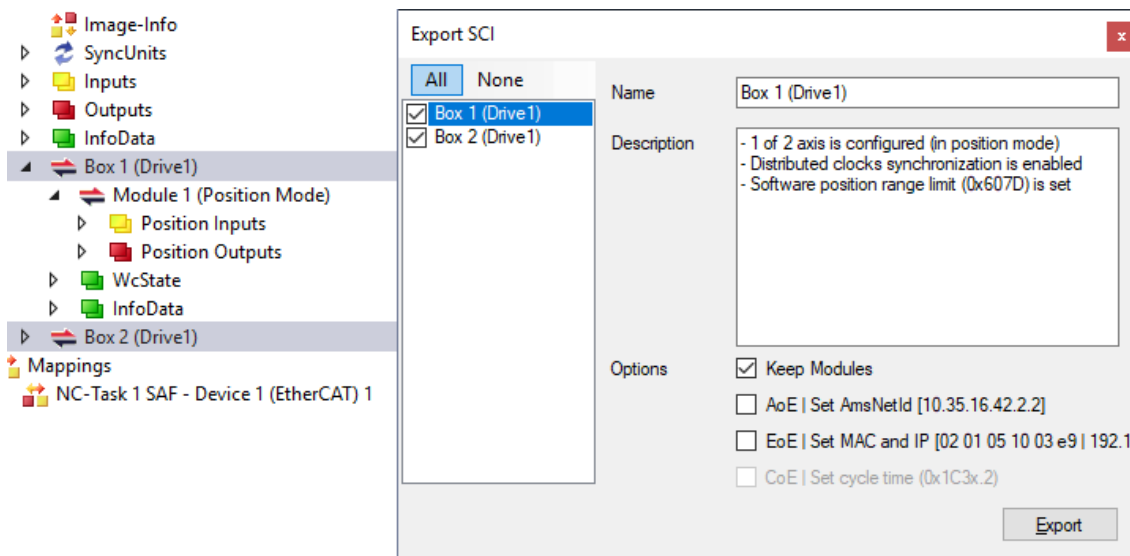 Image-Info
SyncUnits
Inputs
Outputs
InfoData
Box 1 (Drive1)
Module 1 (Position Mode)
Position Inputs
Position Outputs
WcState
InfoData
Box 2 (Drive1)
Mappings
NC-Task 1 SAF - Device 1 (EtherCAT) 1
Export SCI
x
All None
Box 1 (Drive1)
Box 2 (Drive1)
Name
Box 1 (Drive1)
Description
- 1 of 2 axis is configured (in position mode)
- Distributed clocks synchronization is enabled
- Software position range limit (0x607D) is set
Options
Keep Modules
AoE | Set AmsNetId [10.35.16.42.2.2]
EoE | Set MAC and IP [02 01 05 10 03 e9 | 192.1
CoE | Set cycle time (0x1C3x.2)
Export